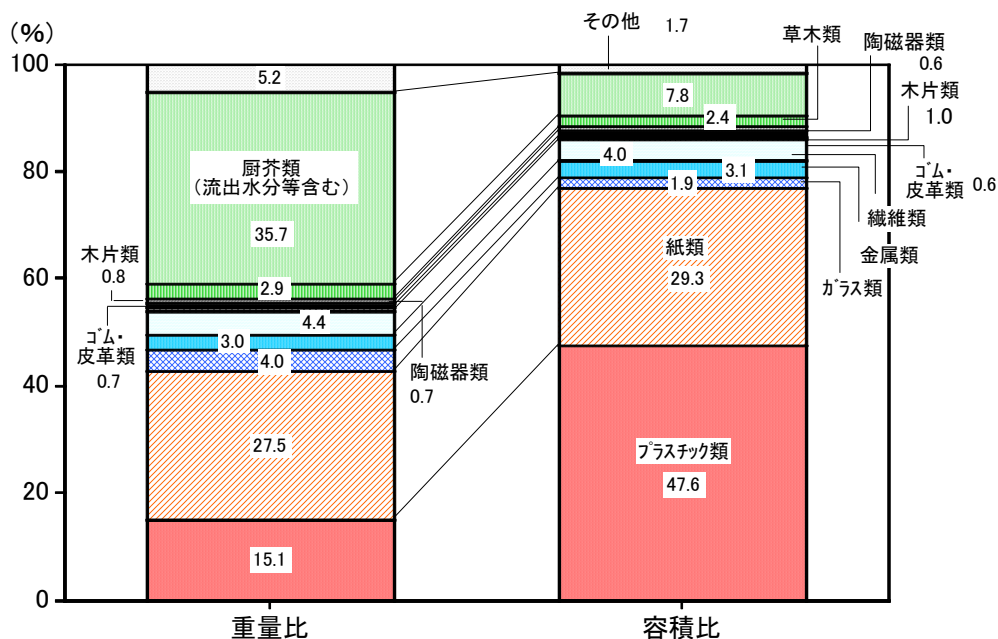 (%)
100
80
60
40
20
0
5.2
厨芥類
(流出水分等含む)
35.7
2.9
4.4
3.0
4.0
27.5
15.1
木片類
0.8
ゴム・
皮革類
0.7
陶磁器類
0.7
重量比
その他 1.7
草木類
陶磁器類
0.6
木片類
1.0
ゴム・
皮革類 0.6
繊維類
金属類
ガラス類
7.8
2.4
4.0
3.1
1.9
紙類
29.3
プラスチック類
47.6
容積比